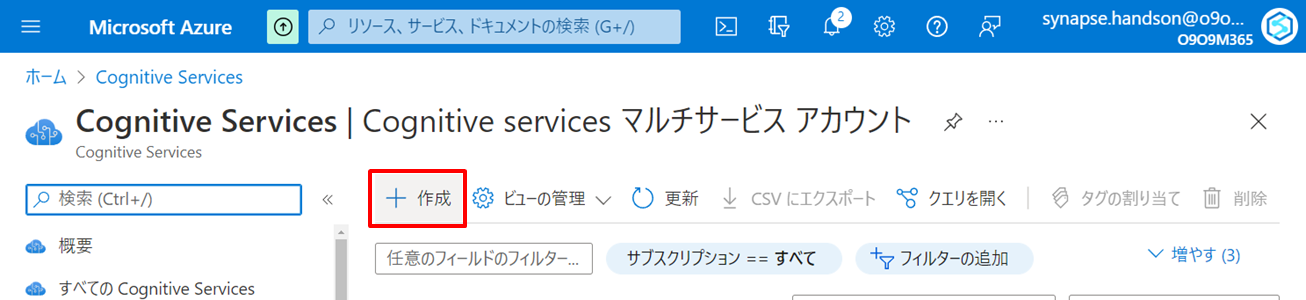 Microsoft Azure
リソース、サービス、ドキュメントの検索 (G+/)
2
synapse.handson@o9o...
O9O9M365
ホーム > Cognitive Services
Cognitive Services | Cognitive services マルチサービス アカウント
Cognitive Services
検索 (Ctrl+/)
作成 ビューの管理 更新 CSV にエクスポート クエリを開く タグの割り当て 削除
概要
任意のフィールドのフィルター... サブスクリプション == すべて フィルターの追加 増やす (3)
すべての Cognitive Services